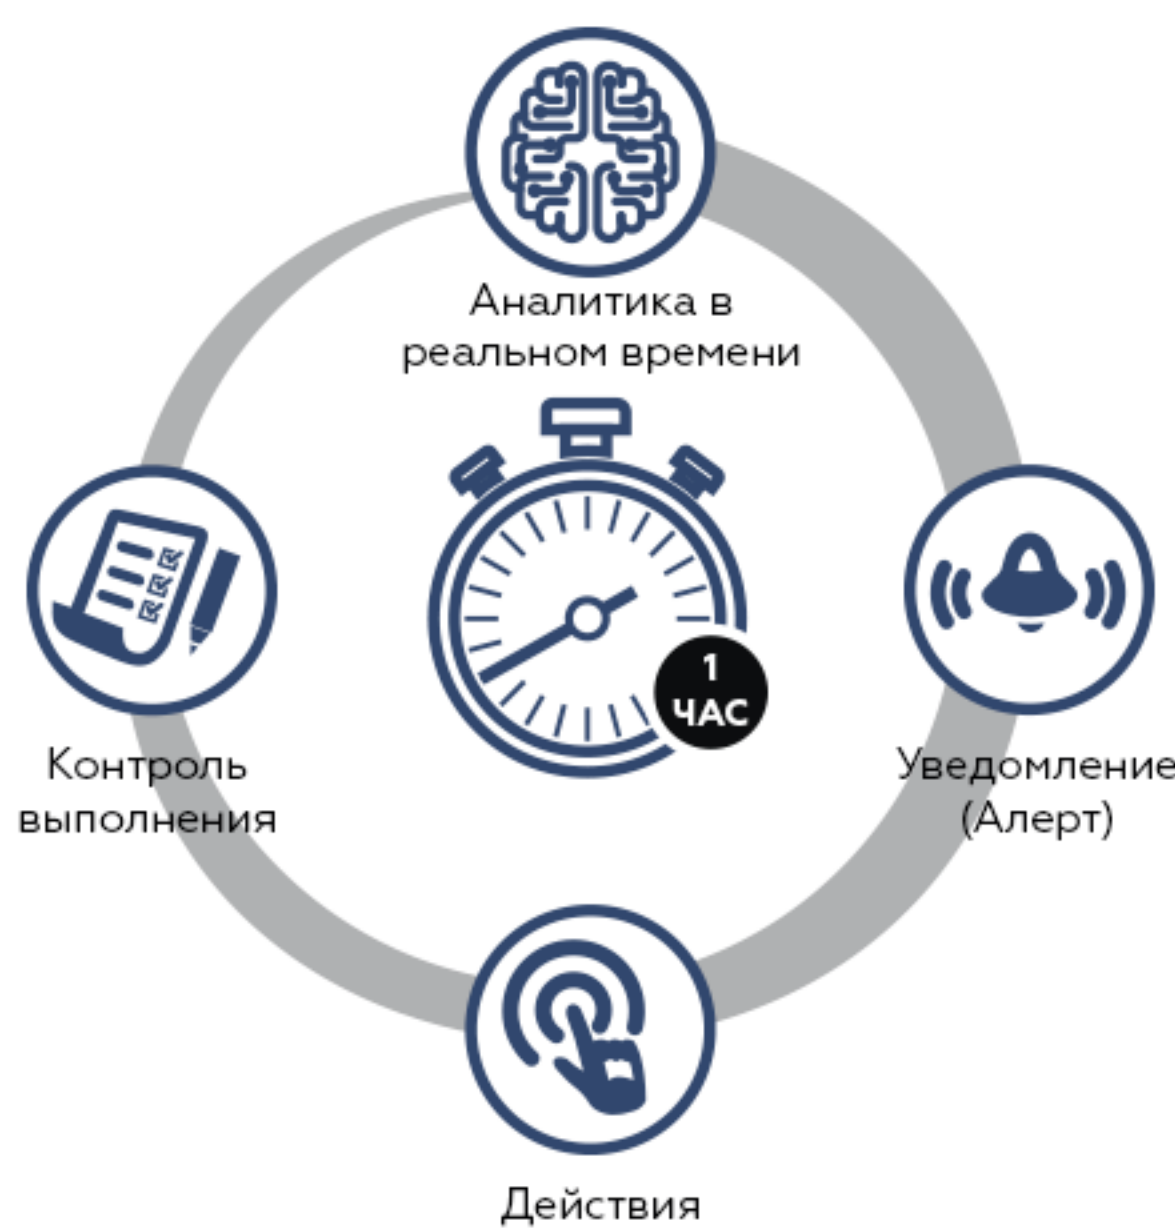 Аналитика в
реальном времени
1
ЧАС
Контроль
выполнения
Уведомление
(Алерт)
Действия